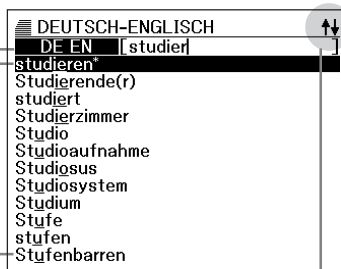 DEUTSCH-ENGLISCH
DE EN [studier]
studieren*
Studierende(r)
studiert
Studierzimmer
Studio
Studioaufnahme
Studiosus
Studiosystem
Studium
Stufe
stufen
Stufenbarren